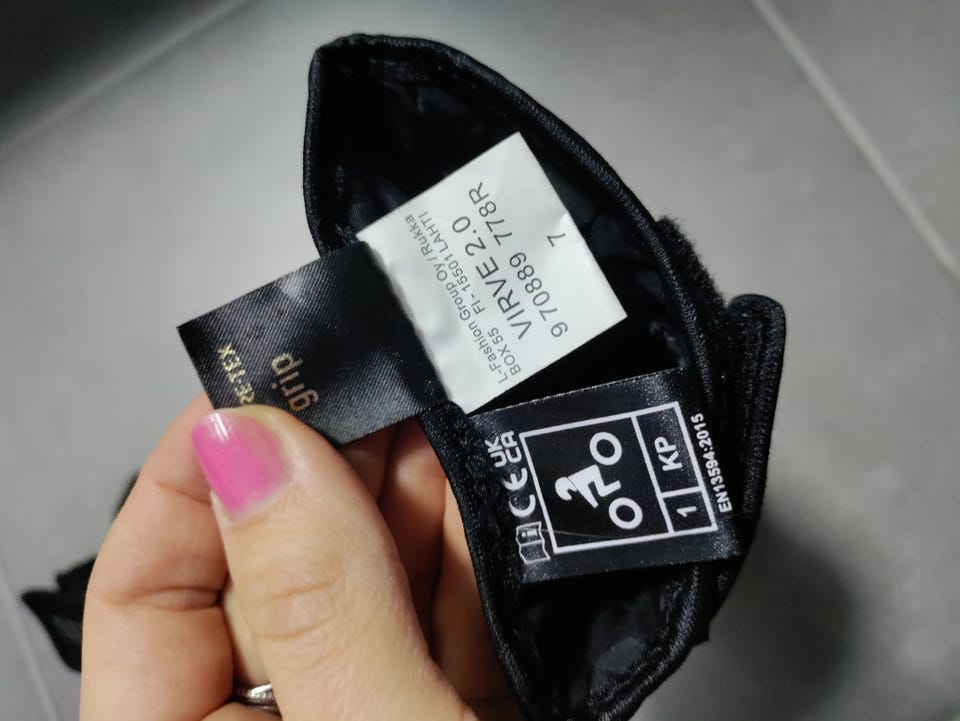 L-Fashion Group Oy / Rukka
BOX 55 FI - 15501 LAHTI
VIRVE 2.0
970889 778R
7
grip
UK
CE CA
i
1 KP
EN13594:2015